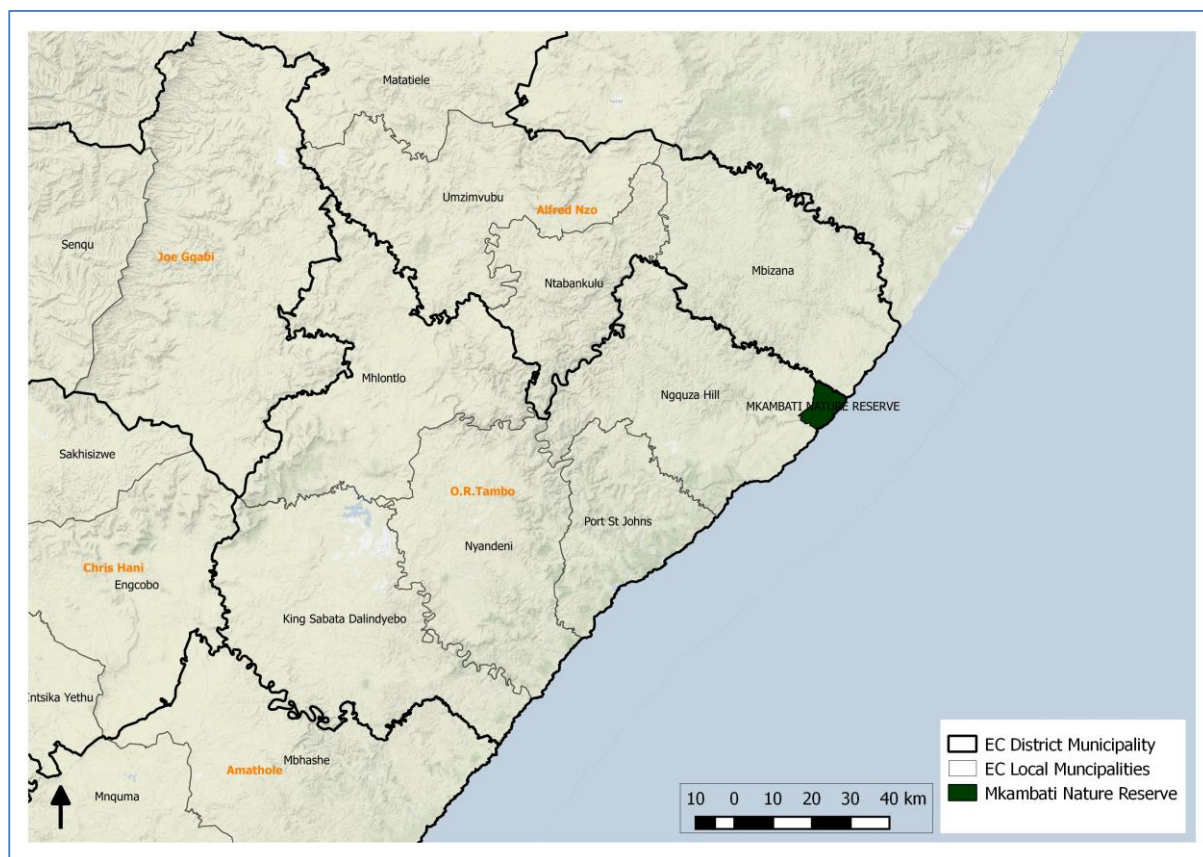 Matatiele
Umzimvubu
Alfred Nzo
Senqu
Joe Gqabi
Mbizana
Ntabankulu
Mhlontlo
Ngquza Hill
MKAMBATI NATURE RESERVE
Sakhisizwe
O.R.Tambo
Port St Johns
Nyandeni
Chris Hani
Engcobo
King Sabata Dalindyebo
Intsika Yethu
Mbhashe
Amathole
Mnquma
EC District Municipality
EC Local Muncipalities
Mkambati Nature Reserve
10 0 10 20 30 40 km